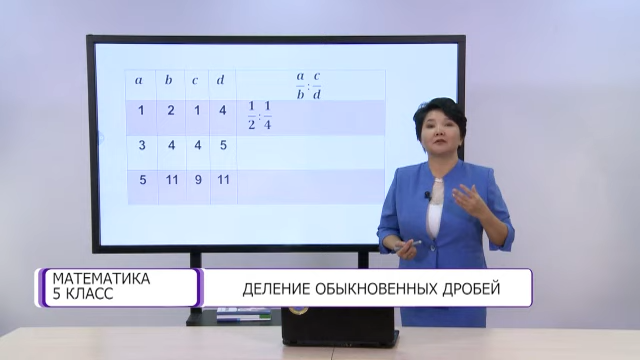 a b c d a/b : c/d
1 2 1 4 1/2 : 1/4
3 4 4 5
5 11 9 11
МАТЕМАТИКА
5 КЛАСС
ДЕЛЕНИЕ ОБЫКНОВЕННЫХ ДРОБЕЙ